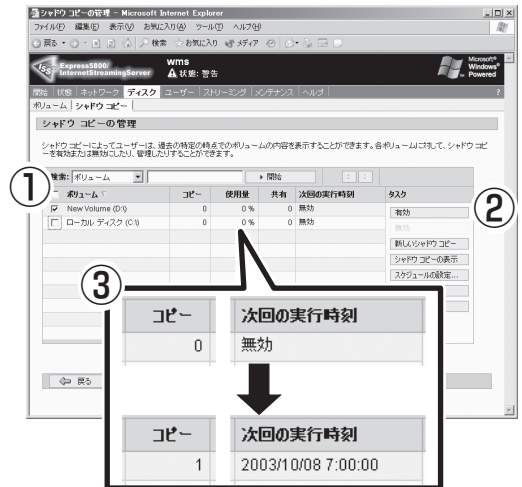 シャドウ コピーの管理 - Microsoft Internet Explorer
ファイル(F) 編集(E) 表示(V) お気に入り(A) ツール(T) ヘルプ(H)
戻る 検索 お気に入り メディア
Express5800/
InternetStreamingServer
wms
状態: 警告
Microsoft®
Windows®
Powered
開始 状態 ネットワーク ディスク ユーザー ストリーミング メンテナンス ヘルプ ?
ボリューム シャドウ コピー
シャドウ コピーの管理
シャドウ コピーによってユーザーは、過去の特定の時点でのボリュームの内容を表示することができます。各ボリュームに対して、シャドウ コピ
ーを有効または無効にしたり、管理したりすることができます。
① 検索: ボリューム 開始
ボリューム コピー 使用量 共有 次回の実行時刻 タスク
New Volume (D:\) 0 0 % 0 無効 有効 ②
ローカル ディスク (C:\) 0 0 % 0 無効 無効
新しいシャドウ コピー
シャドウ コピーの表示
スケジュールの設定...
③
コピー 次回の実行時刻
0 無効
コピー 次回の実行時刻
1 2003/10/08 7:00:00
戻る